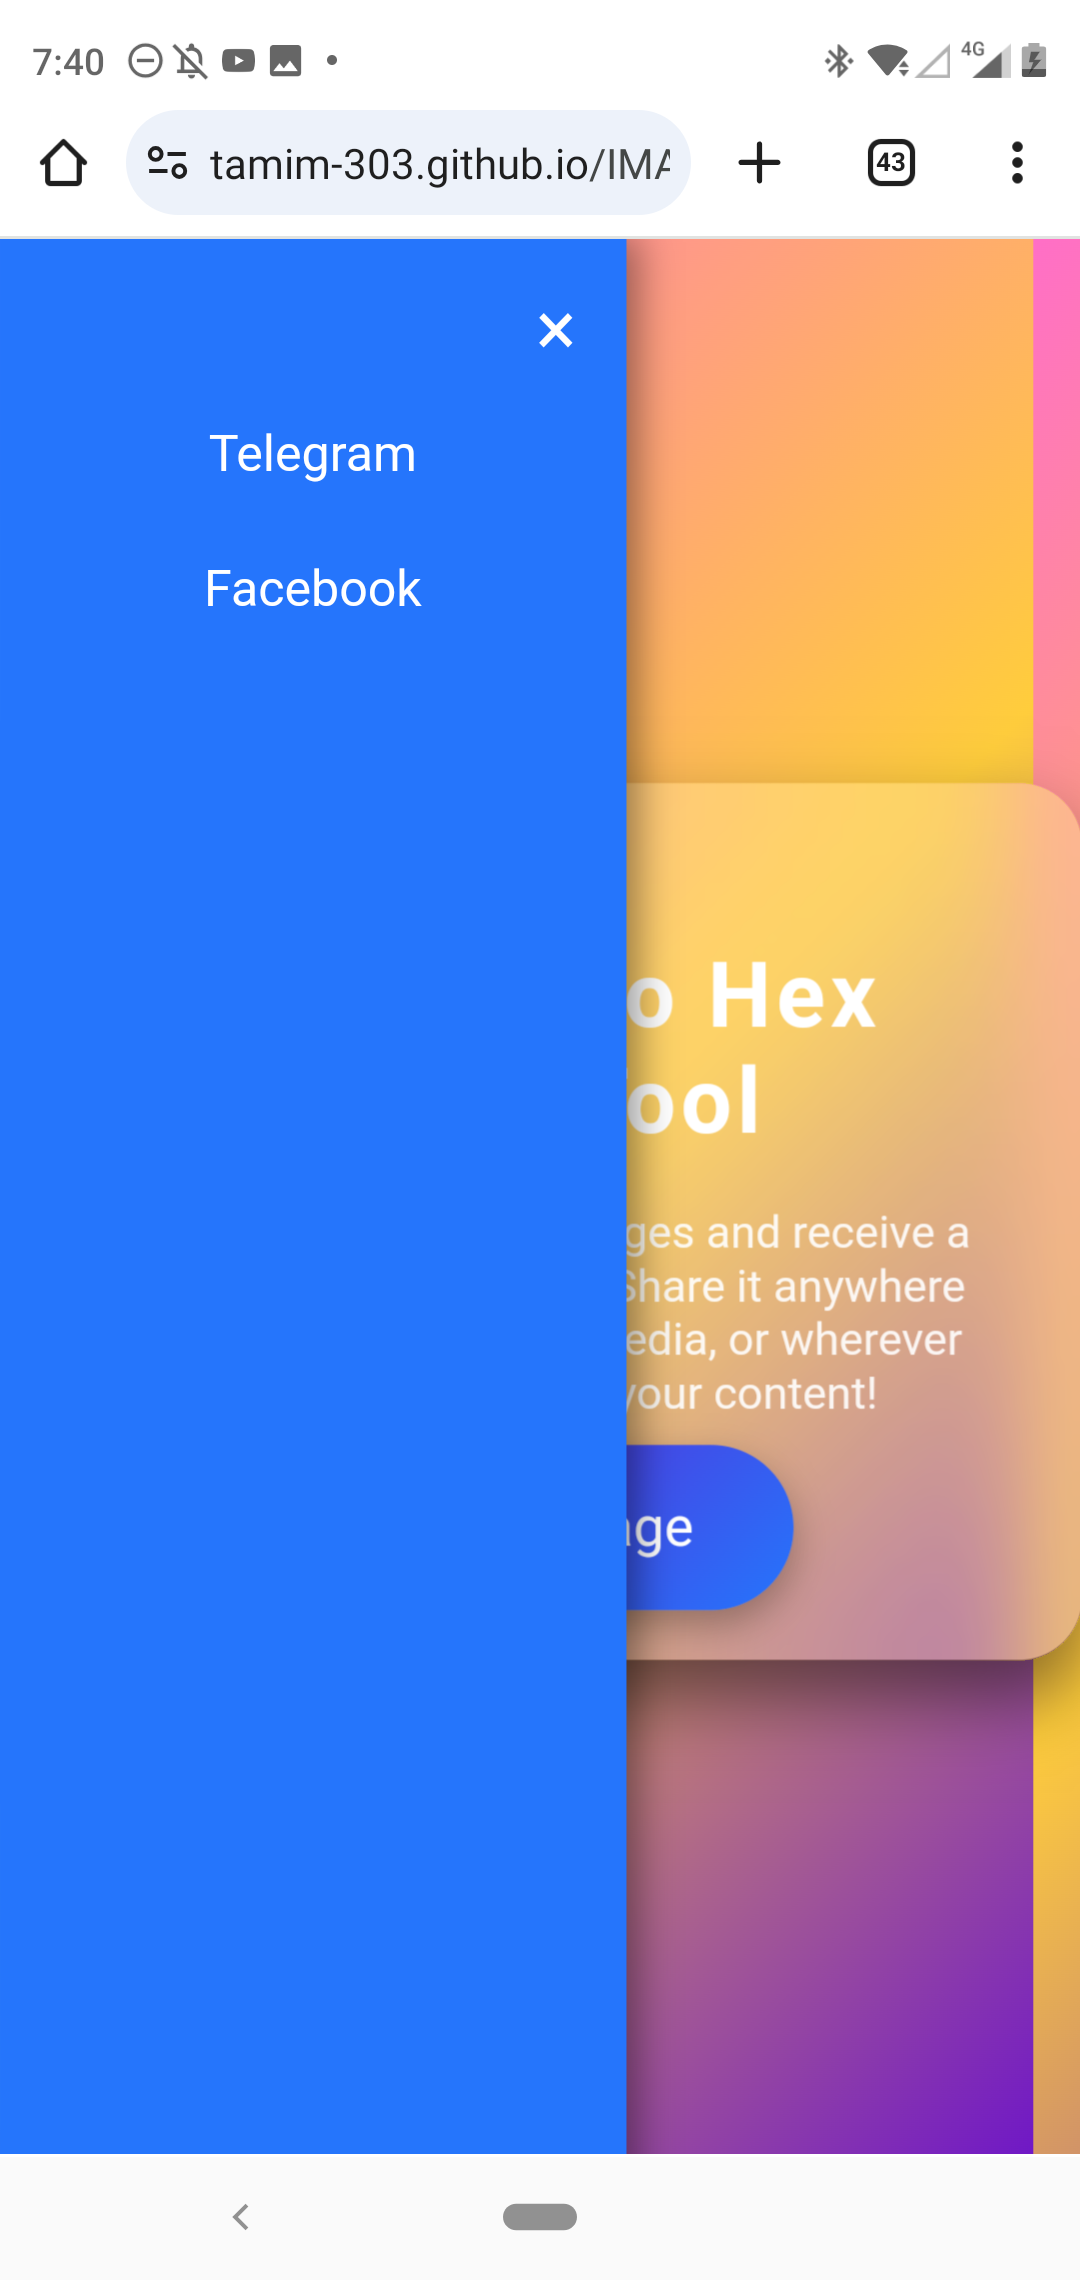 7:40
4G
tamim-303.github.io/IMA
43
×
Telegram
Facebook
o Hex
ool
ges and receive a
Share it anywhere
edia, or wherever
your content!
age